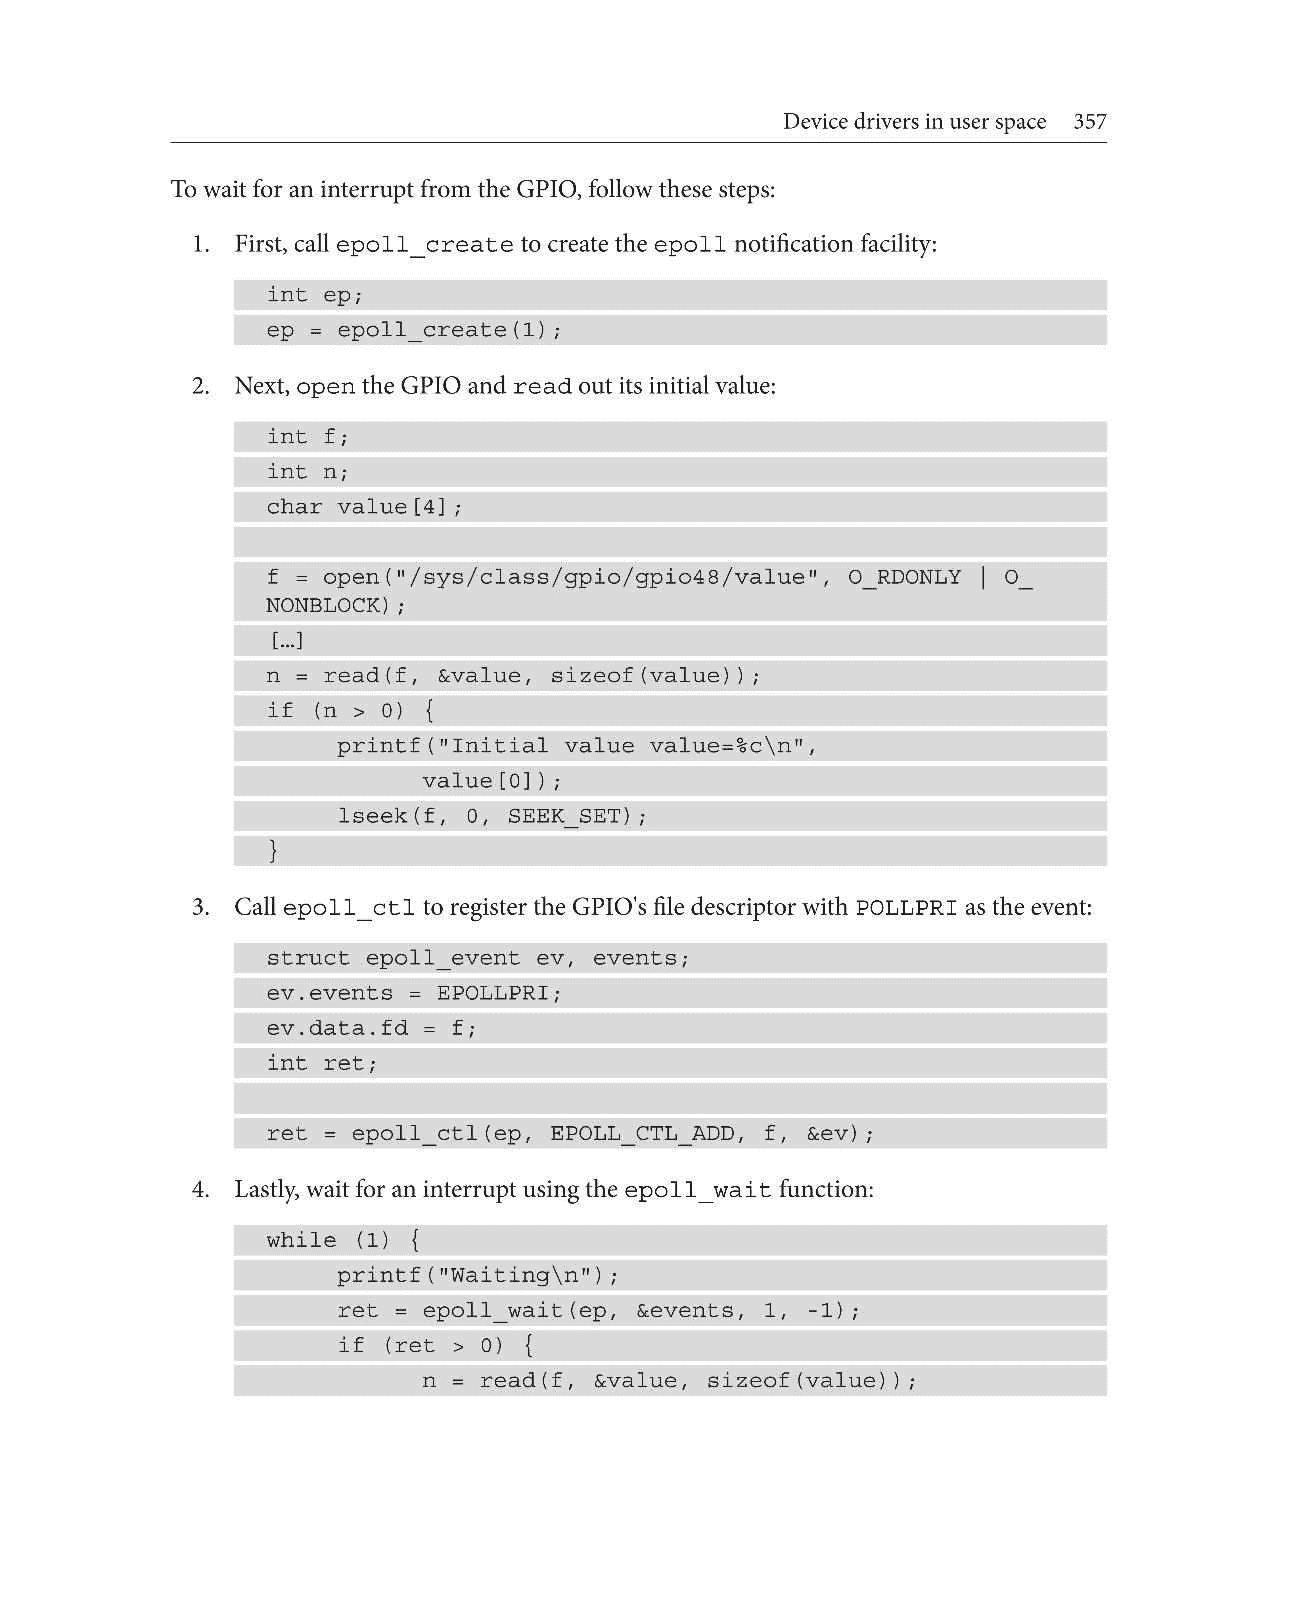 Device drivers in user space 357
To wait for an interrupt from the GPIO, follow these steps:
1. First, call epoll_create to create the epoll notification facility:
int ep;
ep = epoll_create(1);
2. Next, open the GPIO and read out its initial value:
int f;
int n;
char value[4];
f = open("/sys/class/gpio/gpio48/value", O_RDONLY | O_
NONBLOCK);
[…]
n = read(f, &value, sizeof(value));
if (n > 0) {
printf("Initial value value=%c\n",
value[0]);
lseek(f, 0, SEEK_SET);
}
3. Call epoll_ctl to register the GPIO's file descriptor with POLLPRI as the event:
struct epoll_event ev, events;
ev.events = EPOLLPRI;
ev.data.fd = f;
int ret;
ret = epoll_ctl(ep, EPOLL_CTL_ADD, f, &ev);
4. Lastly, wait for an interrupt using the epoll_wait function:
while (1) {
printf("Waiting\n");
ret = epoll_wait(ep, &events, 1, -1);
if (ret > 0) {
n = read(f, &value, sizeof(value));